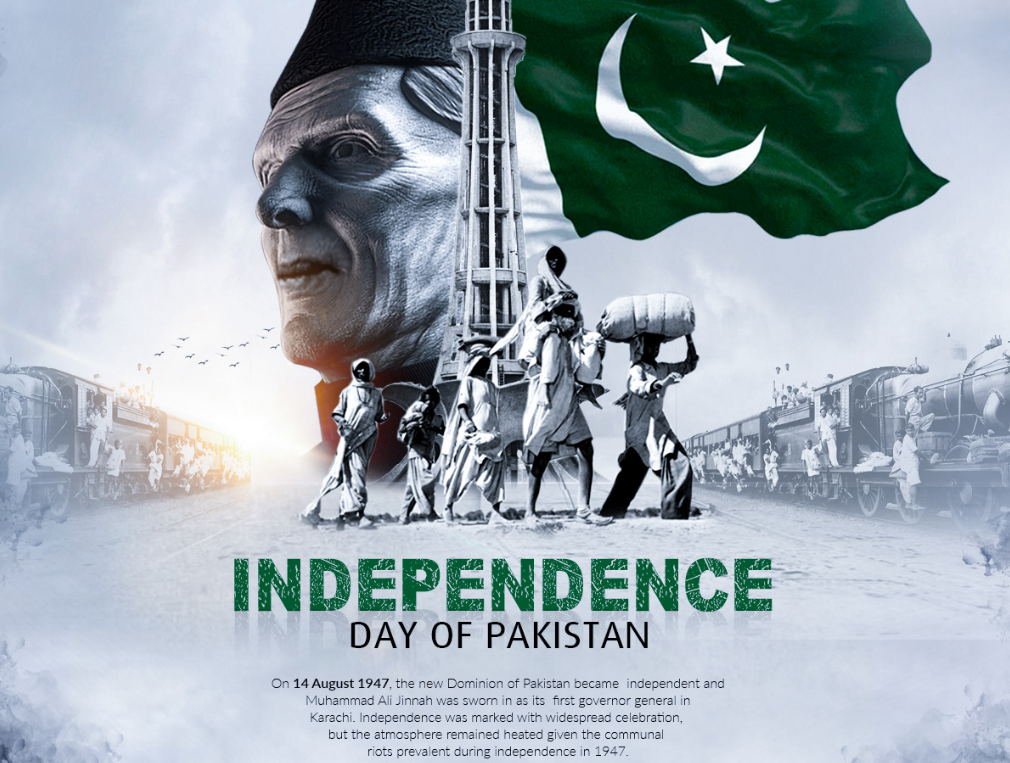 INDEPENDENCE
DAY OF PAKISTAN
On 14 August 1947, the new Dominion of Pakistan became independent and
Muhammad Ali Jinnah was sworn in as its first governor general in
Karachi. Independence was marked with widespread celebration,
but the atmosphere remained heated given the communal
riots prevalent during independence in 1947.